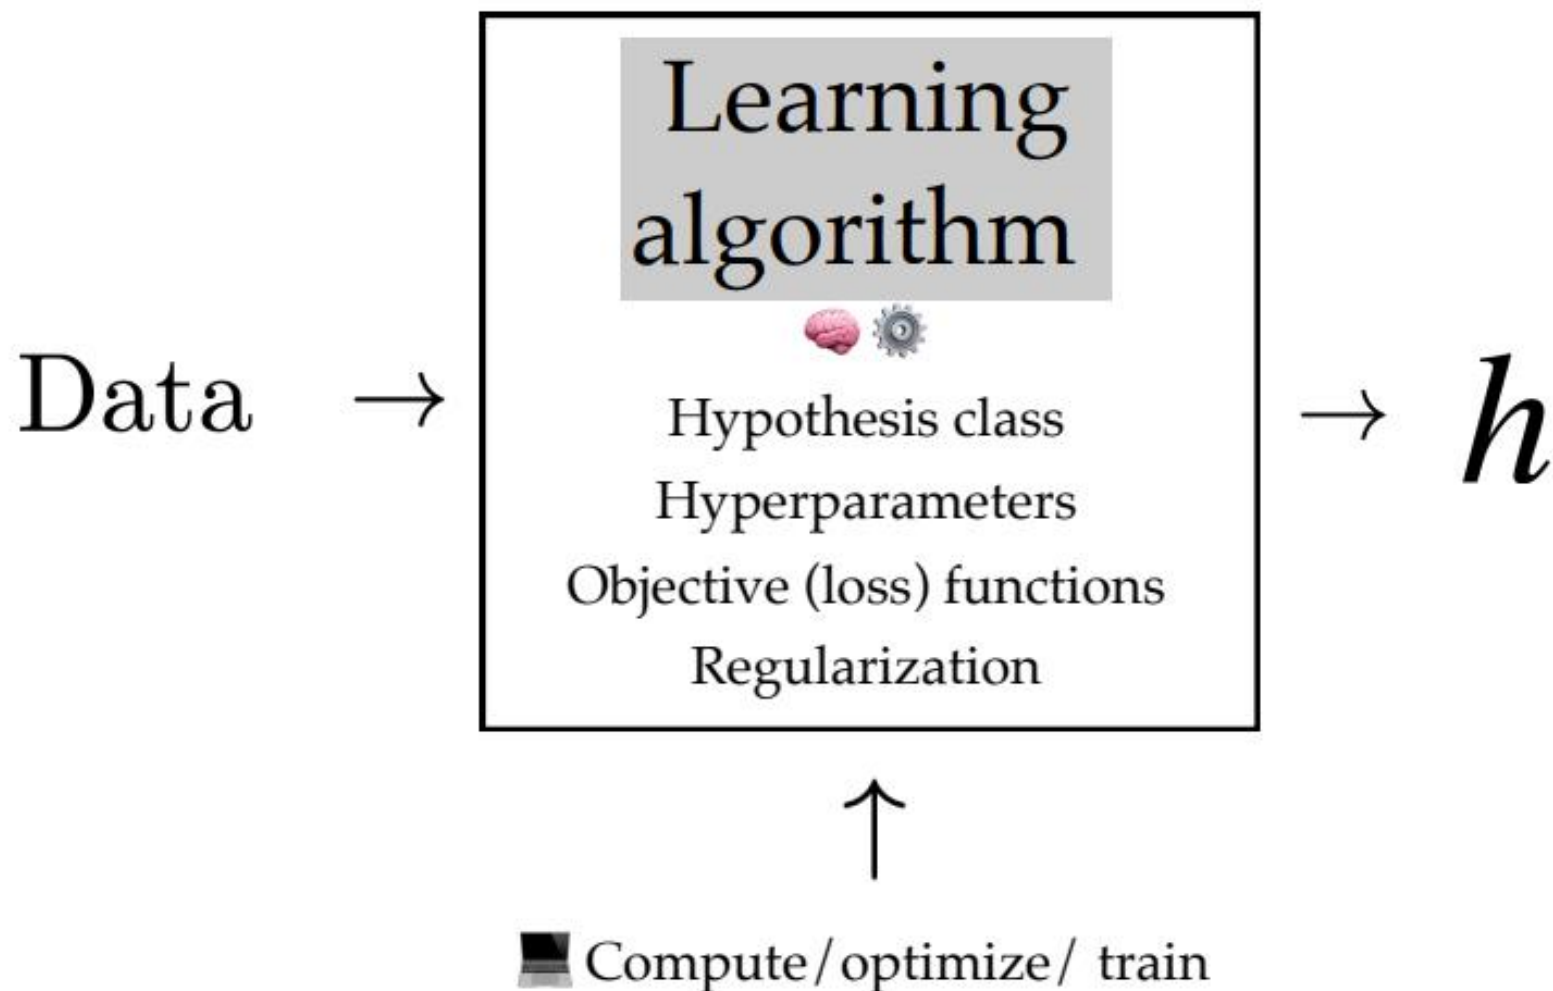 Learning
algorithm
🧠 ⚙️
Data → 
Hypothesis class
Hyperparameters
Objective (loss) functions
Regularization
→ h
↑
💻 Compute/optimize/ train